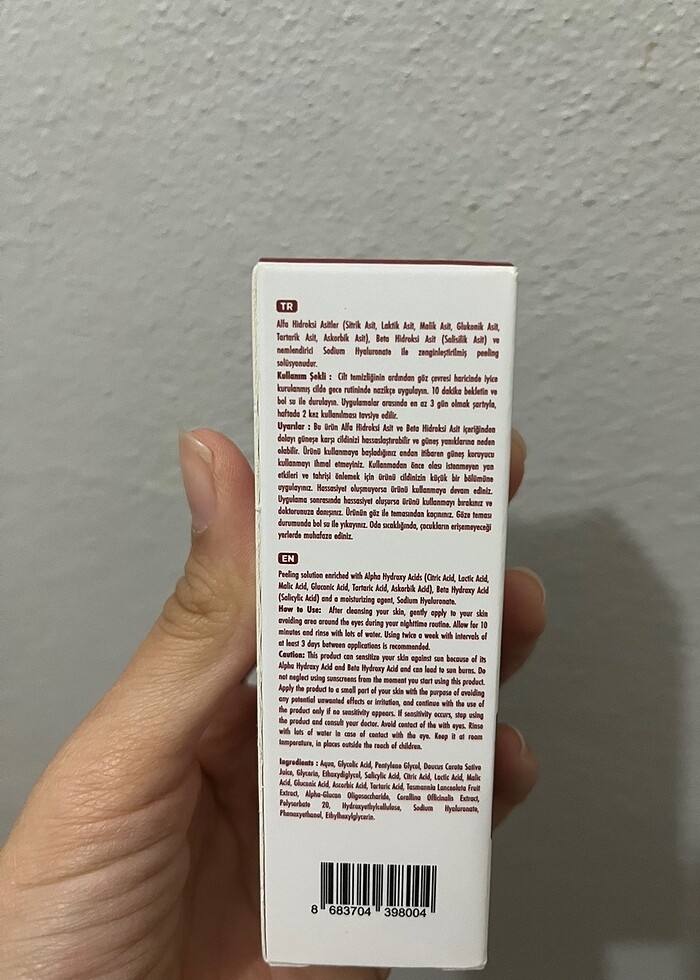 TR
Alfa Hidroksi Asitler (Sitrik Asit, Laktik Asit, Malik Asit, Glukonik Asit,
Tartarik Asit, Askorbik Asit), Beta Hidroksi Asit (Salisilik Asit) ve
nemlendirici Sodium Hyaluronate ile zenginleştirilmiş peeling
solüsyonudur.
Kullanım Şekli : Cilt temizliğinin ardından göz çevresi haricinde iyice
kurulanmış cilde gece rutininde nazikçe uygulayın. 10 dakika bekletin ve
bol su ile durulayın. Uygulamalar arasında en az 3 gün olmak şartıyla,
haftada 2 kez kullanılması tavsiye edilir.
Uyarılar : Bu ürün Alfa Hidroksi Asit ve Beta Hidroksi Asit içeriğinden
dolayı güneşe karşı cildinizi hassaslaştırabilir ve güneş yanıklarına neden
olabilir. Ürünü kullanmaya başladığınız andan itibaren güneş koruyucu
kullanmayı ihmal etmeyiniz. Kullanmadan önce olası istenmeyen yan
etkileri ve tahrişi önlemek için ürünü cildinizin küçük bir bölümüne
uygulayınız. Hassasiyet oluşmuyorsa ürünü kullanmaya devam ediniz.
Uygulama sonrasında hassasiyet oluşursa ürünü kullanmayı bırakınız ve
doktorunuza danışınız. Ürünün göz ile temasından kaçınınız. Göze teması
durumunda bol su ile yıkayınız. Oda sıcaklığında, çocukların erişemeyeceği
yerlerde muhafaza ediniz.
EN
Peeling solution enriched with Alpha Hydroxy Acids (Citric Acid, Lactic Acid,
Malic Acid, Gluconic Acid, Tartaric Acid, Askorbik Acid), Beta Hydroxy Acid
(Salicylic Acid) and a moisturizing agent, Sodium Hyaluronate.
How to Use: After cleansing your skin, gently apply to your skin
avoiding area around the eyes during your nighttime routine. Allow for 10
minutes and rinse with lots of water. Using twice a week with intervals of
at least 3 days between applications is recommended.
Caution: This product can sensitize your skin against sun because of its
Alpha Hydroxy Acid and Beta Hydroxy Acid and can lead to sun burns. Do
not neglect using sunscreens from the moment you start using this product.
Apply the product to a small part of your skin with the purpose of avoiding
any potential unwanted effects or irritation, and continue with the use of
the product only if no sensitivity appears. If sensitivity occurs, stop using
the product and consult your doctor. Avoid contact of the with eyes. Rinse
with lots of water in case of contact with the eye. Keep it at room
temperature, in places outside the reach of children.
Ingredients : Aqua, Glycolic Acid, Pentylene Glycol, Daucus Carota Sativa
Juice, Glycerin, Ethoxydiglycol, Salicylic Acid, Citric Acid, Lactic Acid, Malic
Acid, Gluconic Acid, Ascorbic Acid, Tartaric Acid, Tasmannia Lanceolata Fruit
Extract, Alpha-Glucan Oligosaccharide, Corallina Officinalis Extract,
Polysorbate 20, Hydroxyethylcellulose, Sodium Hyaluronate,
Phenoxyethanol, Ethylhexylglycerin.
8 683704 398004